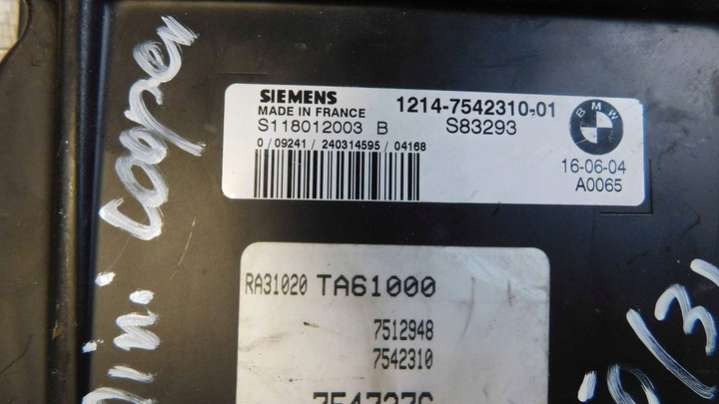 Mini Cooper
SIEMENS
MADE IN FRANCE
1214-7542310-01
S118012003 B
S83293
BMW
0/09241/240314595/04168
16-06-04
A0065
RA31020 TA61000
7512948
7542310